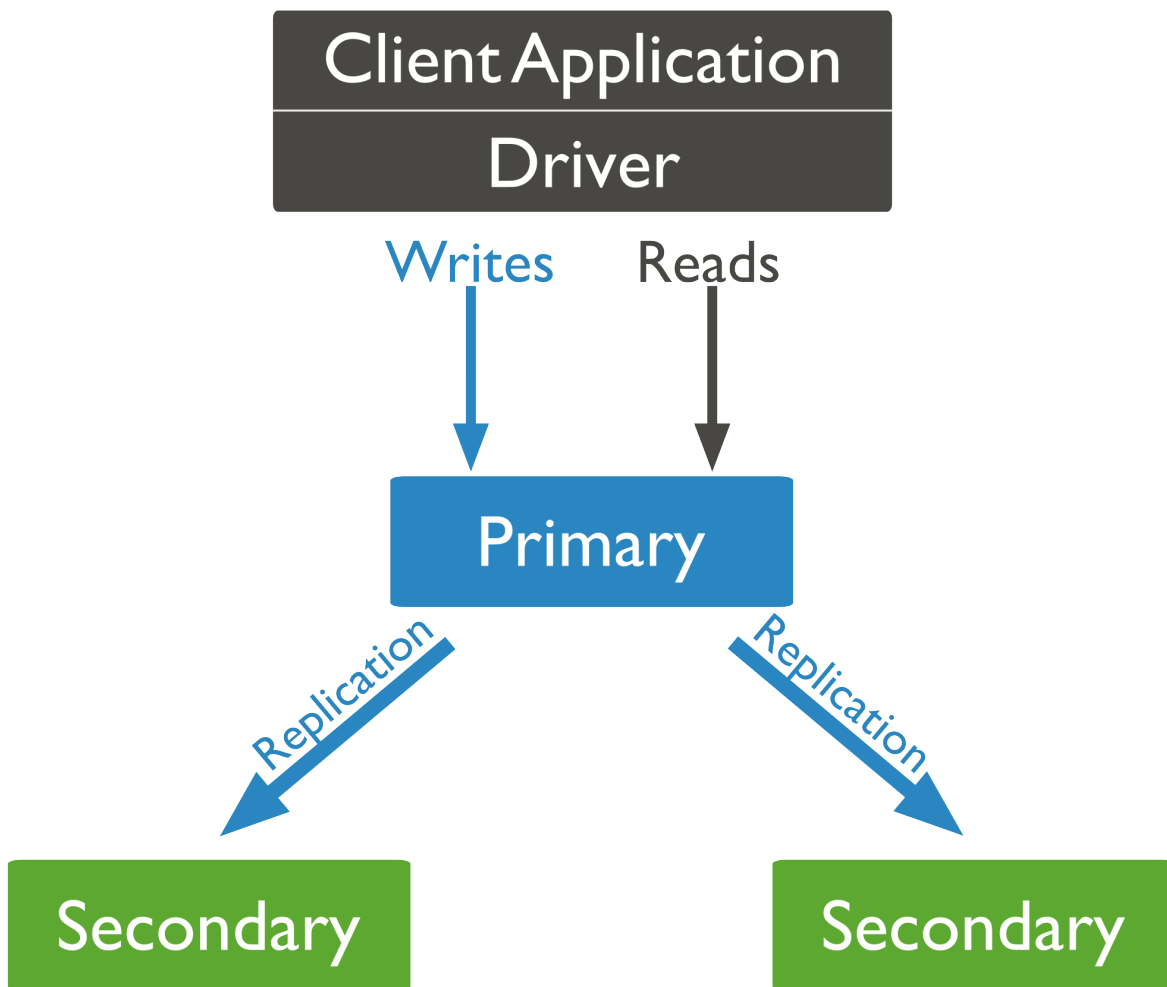 Client Application
Driver
Writes
Reads
Primary
Replication
Replication
Secondary
Secondary